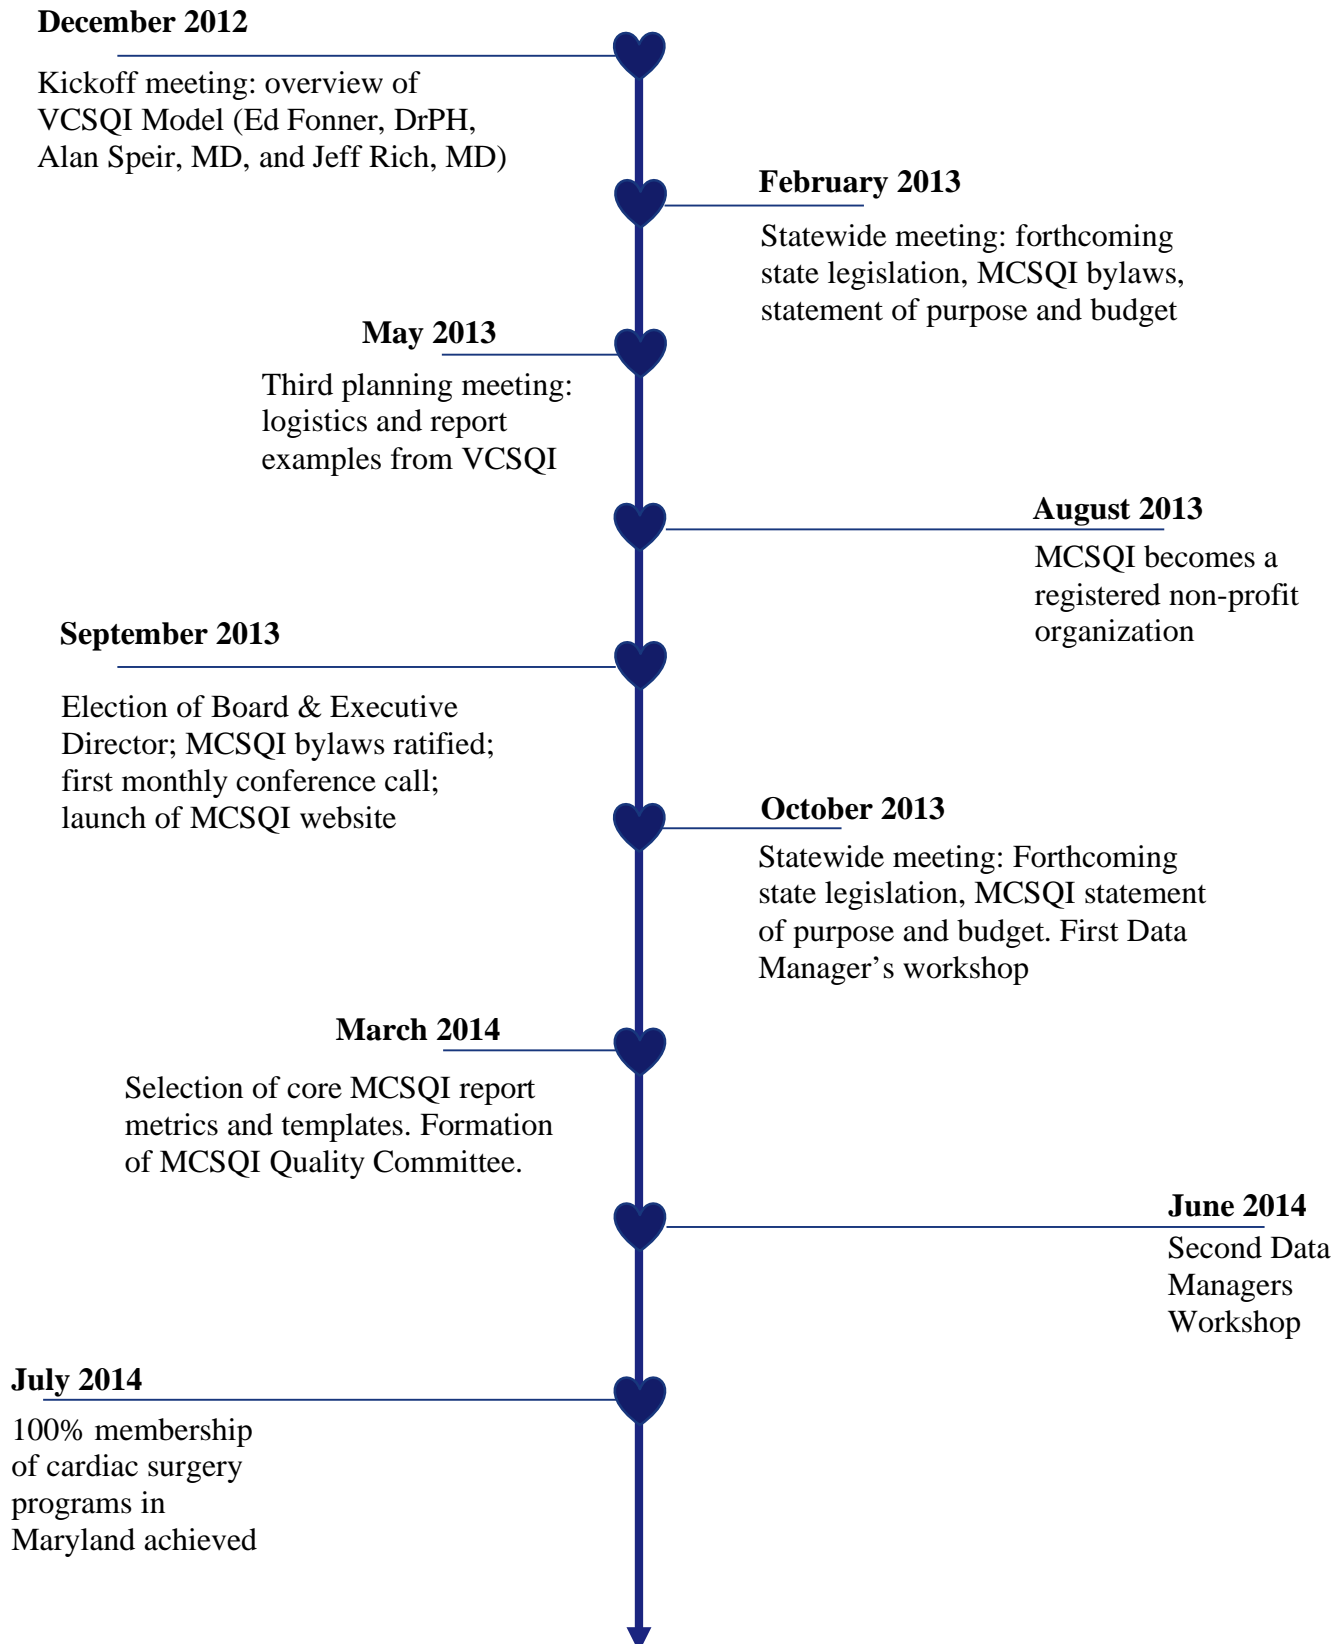 December 2012
Kickoff meeting: overview of
VCSQI Model (Ed Fonner, DrPH,
Alan Speir, MD, and Jeff Rich, MD)
February 2013
Statewide meeting: forthcoming
state legislation, MCSQI bylaws,
statement of purpose and budget
May 2013
Third planning meeting:
logistics and report
examples from VCSQI
August 2013
MCSQI becomes a
registered non-profit
organization
September 2013
Election of Board & Executive
Director; MCSQI bylaws ratified;
first monthly conference call;
launch of MCSQI website
October 2013
Statewide meeting: Forthcoming
state legislation, MCSQI statement
of purpose and budget. First Data
Manager’s workshop
March 2014
Selection of core MCSQI report
metrics and templates. Formation
of MCSQI Quality Committee.
June 2014
Second Data
Managers
Workshop
July 2014
100% membership
of cardiac surgery
programs in
Maryland achieved